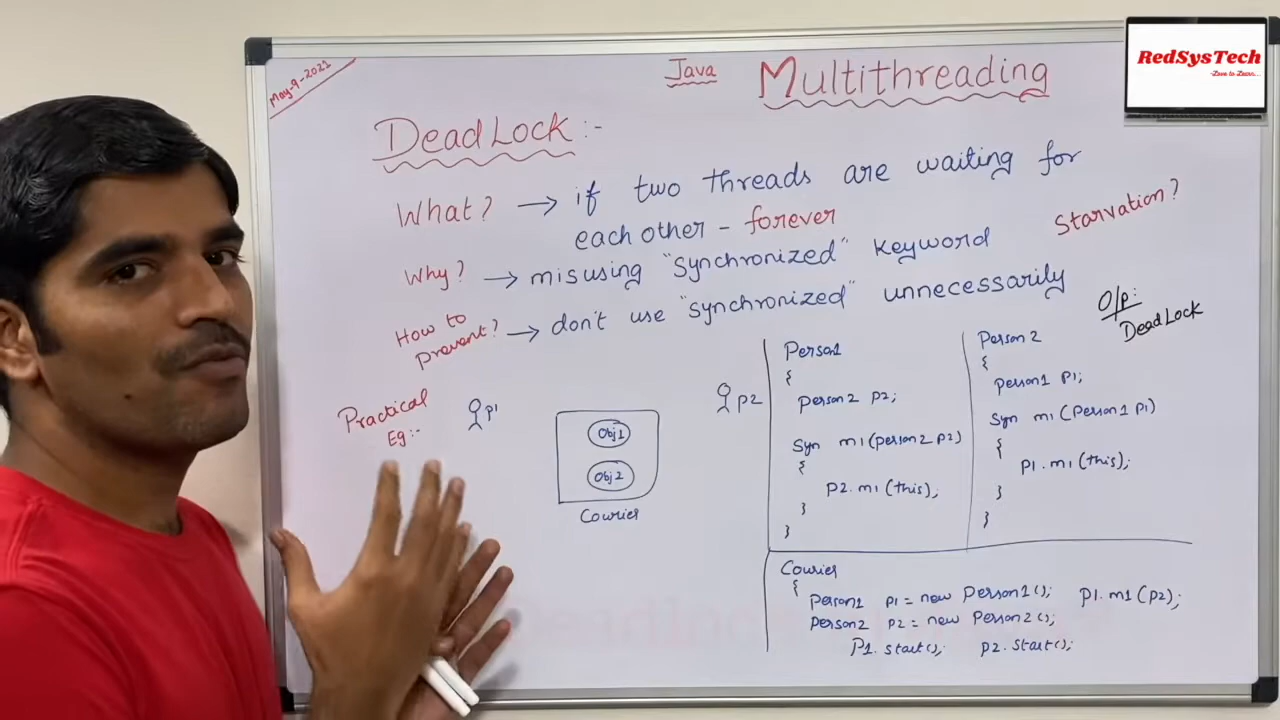 May-9-2021
Java Multithreading
RedSysTech
-Love to Learn...
DeadLock :-
What? → if two threads are waiting for
each other - forever
Starvation?
Why? → misusing "synchronized" keyword
How to
prevent? → don't use "synchronized" unnecessarily
O/p:
DeadLock
Practical
Eg:-
p1
Obj1
Obj2
Courier
p2
Person1
{
Person2 p2;
Syn m1(person2 p2)
{
p2.m1(this);
}
}
Person2
{
Person1 p1;
Syn m1(Person1 p1)
{
p1.m1(this);
}
}
Courier
{
Person1 p1 = new Person1(); p1.m1(p2);
Person2 p2 = new Person2();
P1.start(); p2.start();